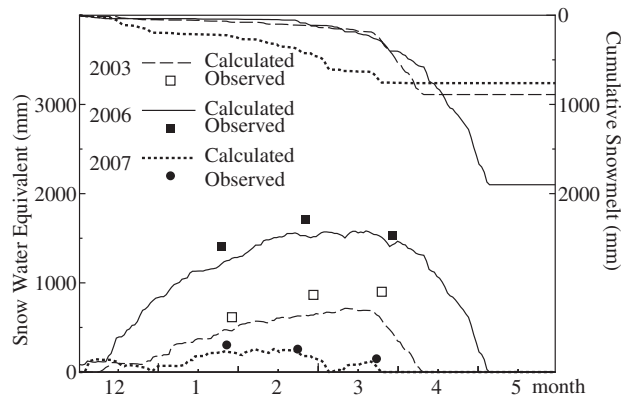 Snow Water Equivalent (mm)
3000
2000
1000
0
2003
Calculated
Observed
2006
Calculated
Observed
2007
Calculated
Observed
0
1000
2000
Cumulative Snowmelt (mm)
12 1 2 3 4 5 month